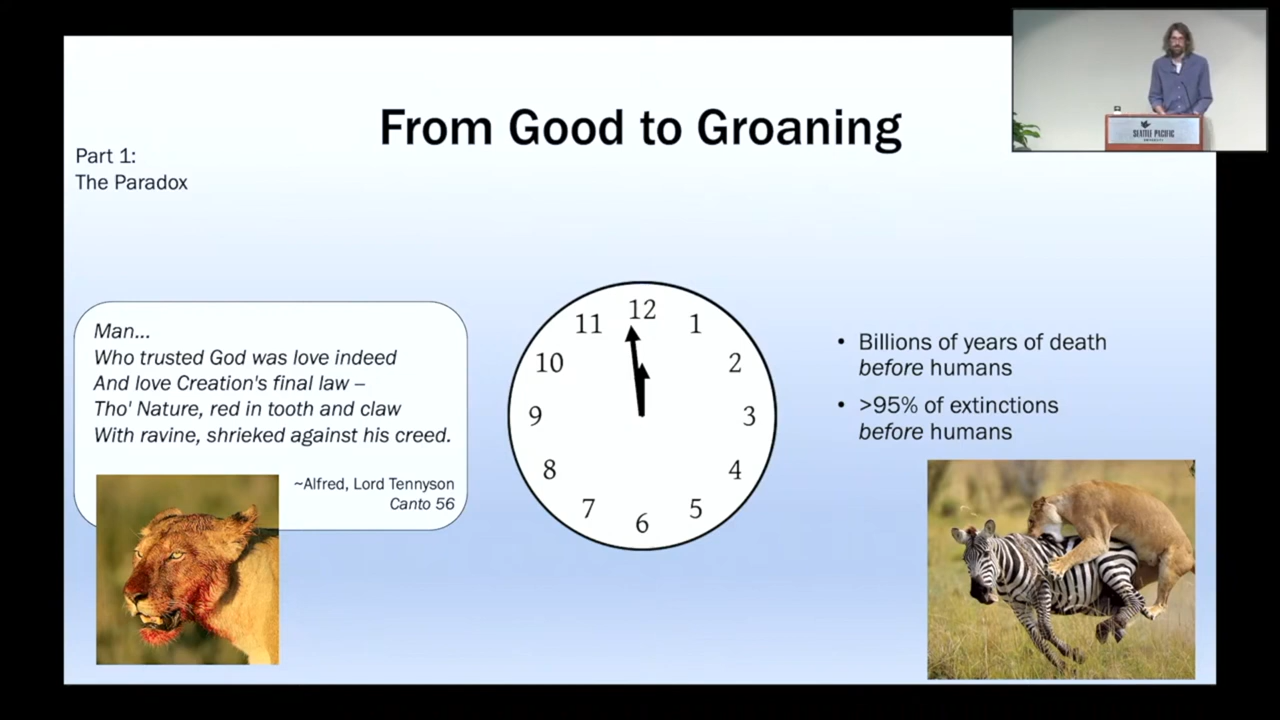 From Good to Groaning
Part 1:
The Paradox
Man...
Who trusted God was love indeed
And love Creation's final law –
Tho' Nature, red in tooth and claw
With ravine, shrieked against his creed.
~Alfred, Lord Tennyson
Canto 56
12
1
2
3
4
5
6
7
8
9
10
11
• Billions of years of death
before humans
• >95% of extinctions
before humans
SEATTLE PACIFIC
UNIVERSITY